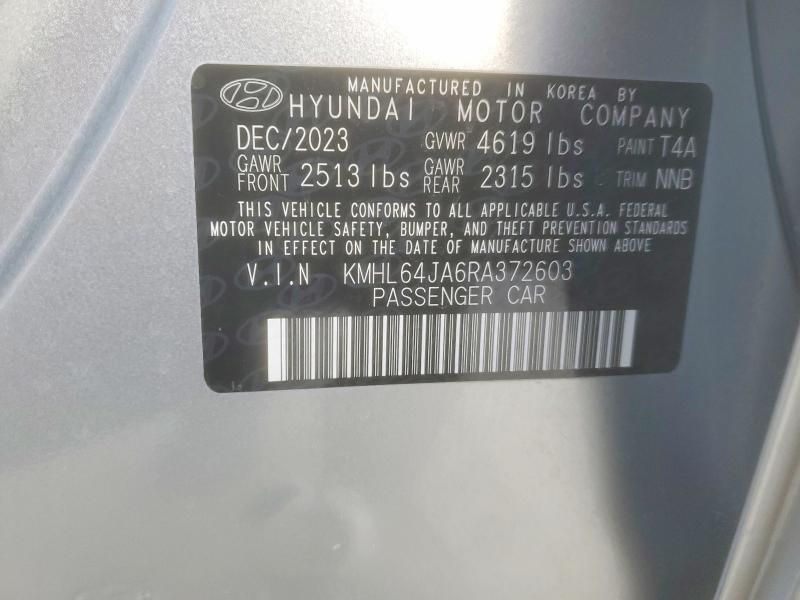 MANUFACTURED IN KOREA BY
HYUNDAI MOTOR COMPANY
DEC/2023 GVWR 4619 lbs PAINT T4A
GAWR FRONT 2513 lbs GAWR REAR 2315 lbs TRIM NNB
THIS VEHICLE CONFORMS TO ALL APPLICABLE U.S.A. FEDERAL
MOTOR VEHICLE SAFETY, BUMPER, AND THEFT PREVENTION STANDARDS
IN EFFECT ON THE DATE OF MANUFACTURE SHOWN ABOVE
V.I.N KMHL64JA6RA372603
PASSENGER CAR